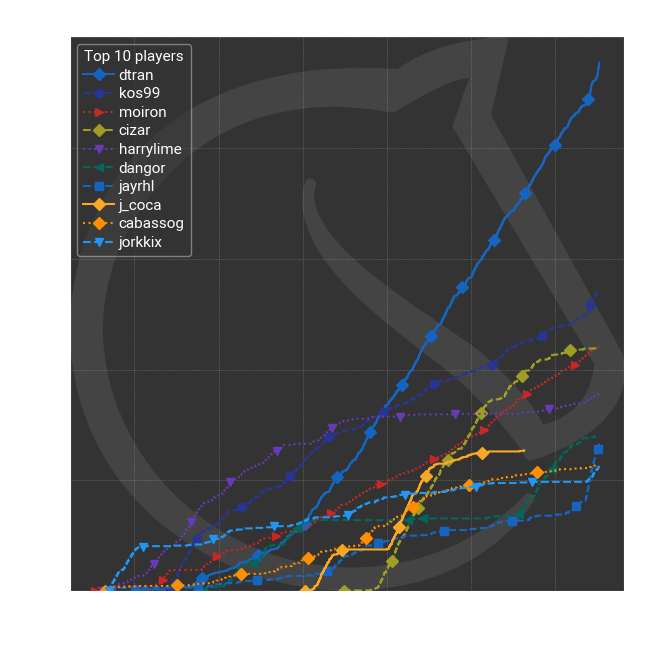 Top 10 players
dtran
kos99
moiron
cizar
harrylime
dangor
jayrhl
j_coca
cabassog
jorkkix